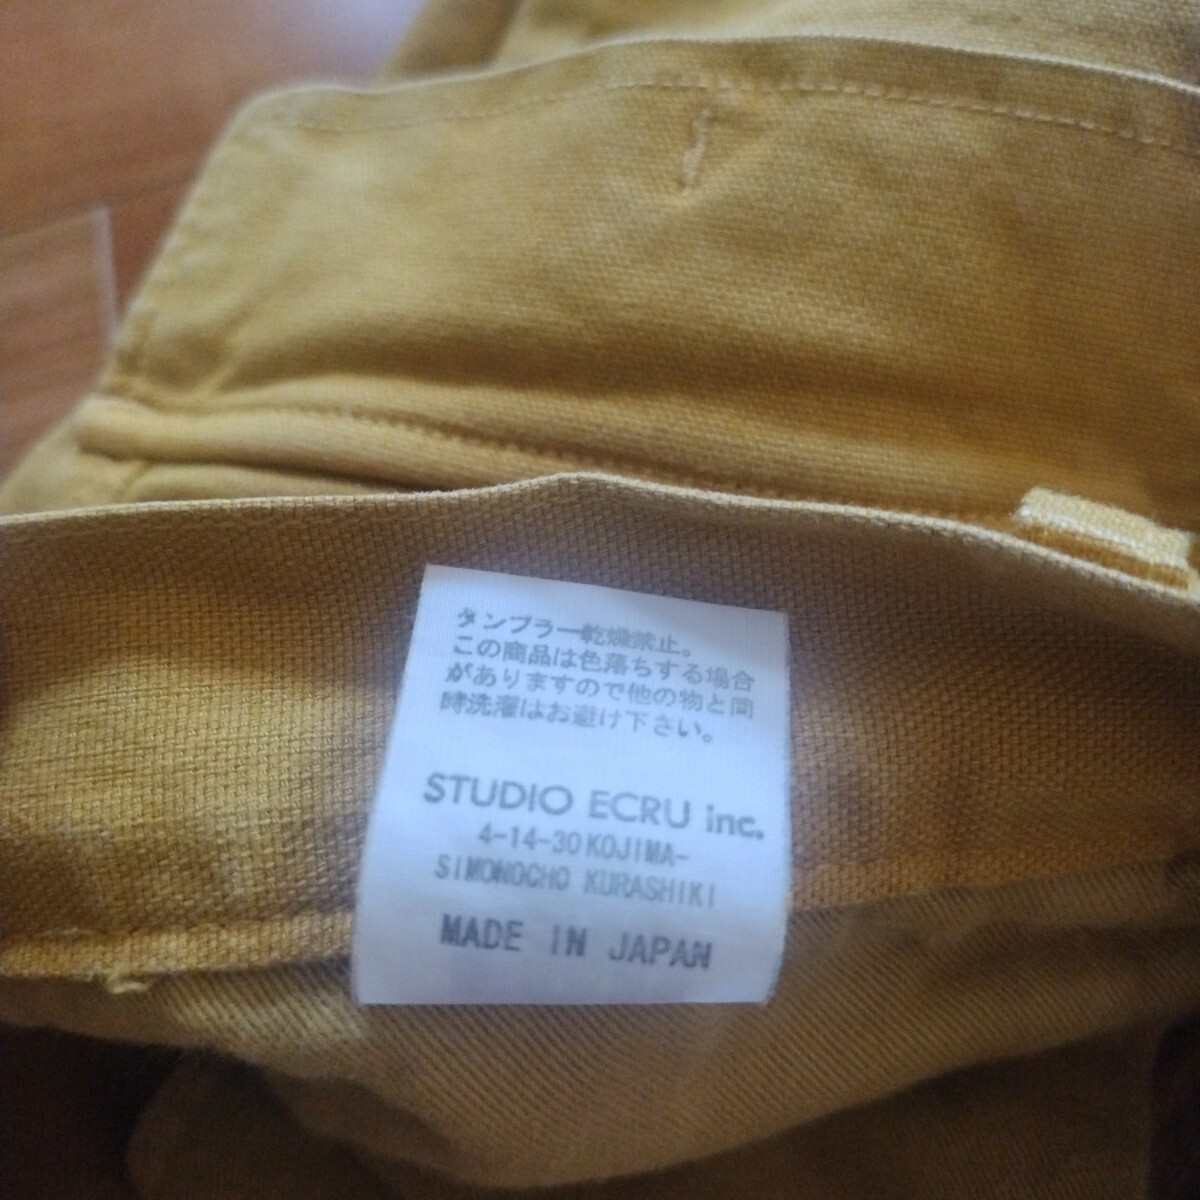 タンブラー乾燥禁止。
この商品は色落ちする場合
がありますので他の物と同
時洗濯はお避け下さい。
STUDIO ECRU inc.
4-14-30 KOJIMA-
SIMONOCHO KURASHIKI
MADE IN JAPAN